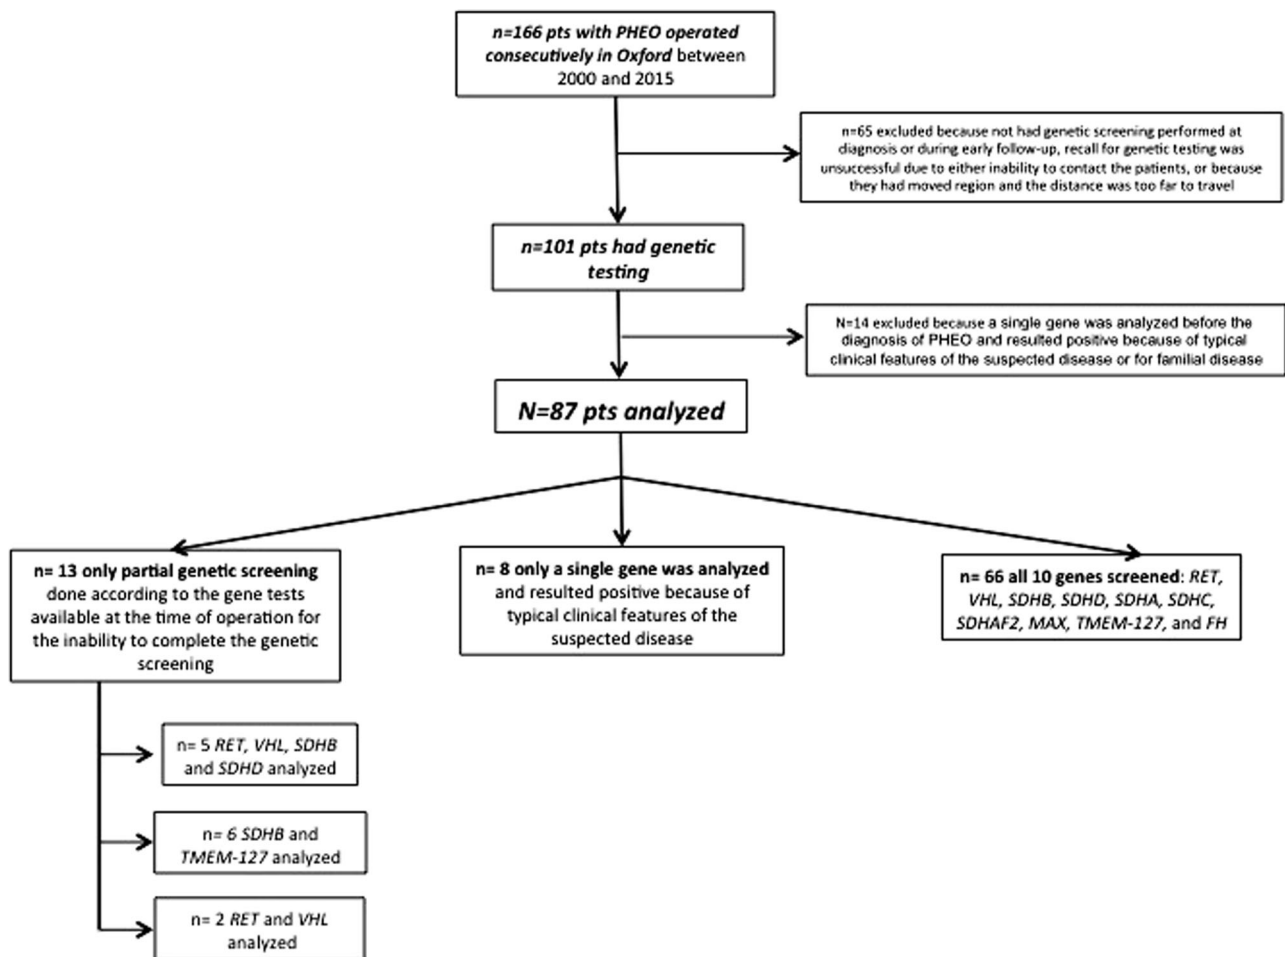 n=166 pts with PHEO operated
consecutively in Oxford between
2000 and 2015
n=65 excluded because not had genetic screening performed at
diagnosis or during early follow-up, recall for genetic testing was
unsuccessful due to either inability to contact the patients, or because
they had moved region and the distance was too far to travel
n=101 pts had genetic
testing
N=14 excluded because a single gene was analyzed before the
diagnosis of PHEO and resulted positive because of typical
clinical features of the suspected disease or for familial disease
N=87 pts analyzed
n= 13 only partial genetic screening
done according to the gene tests
available at the time of operation for
the inability to complete the genetic
screening
n= 8 only a single gene was analyzed
and resulted positive because of
typical clinical features of the
suspected disease
n= 66 all 10 genes screened: RET,
VHL, SDHB, SDHD, SDHA, SDHC,
SDHAF2, MAX, TMEM-127, and FH
n= 5 RET, VHL, SDHB
and SDHD analyzed
n= 6 SDHB and
TMEM-127 analyzed
n= 2 RET and VHL
analyzed